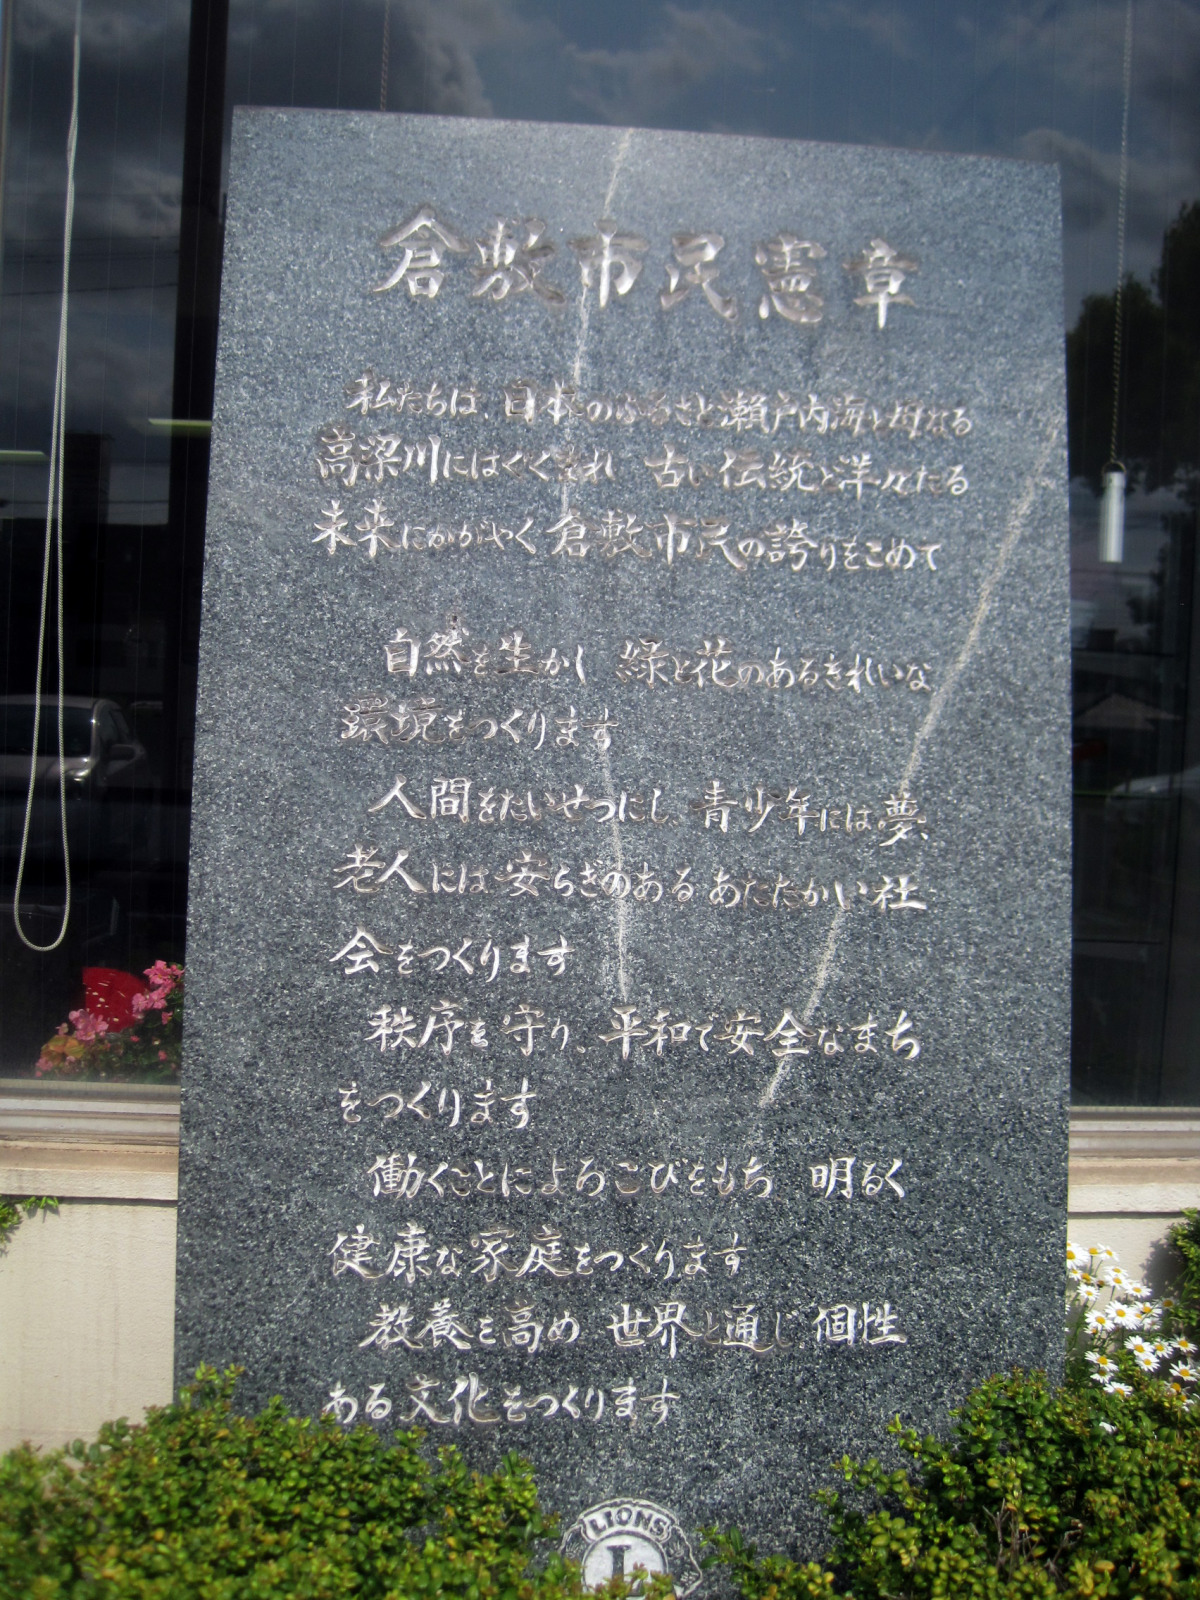 倉敷市民憲章
私たちは、日本のふるさと瀬戸内海と母なる
高梁川にはぐくまれ 古い伝統と洋々たる
未来にかがやく倉敷市民の誇りをこめて
自然を生かし 緑と花のあるきれいな
環境をつくります
人間をたいせつにし、青少年には夢、
老人には安らぎのある あたたかい社
会をつくります
秩序を守り、平和で安全なまち
をつくります
働くことによろこびをもち 明るく
健康な家庭をつくります
教養を高め 世界と通じ 個性
ある文化をつくります
LIONS
L